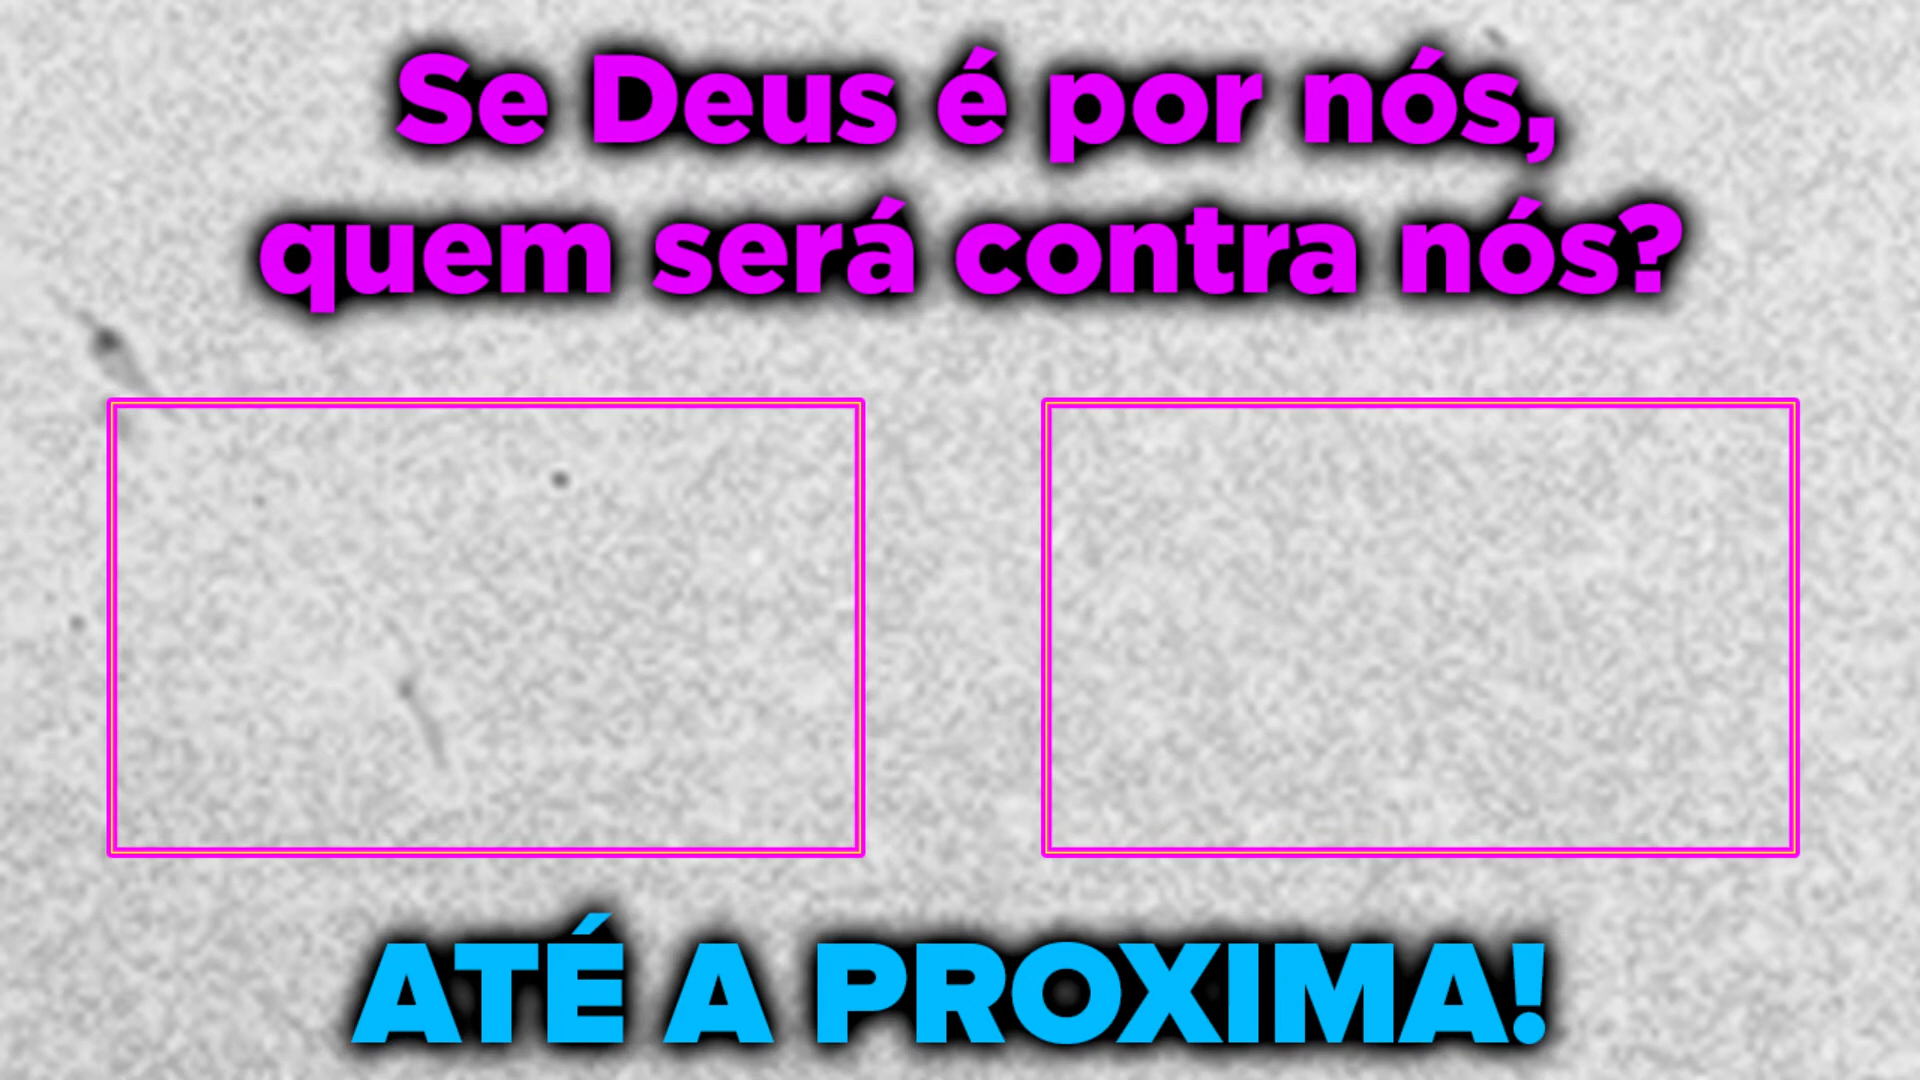 Se Deus é por nós,
quem será contra nós?
ATÉ A PROXIMA!